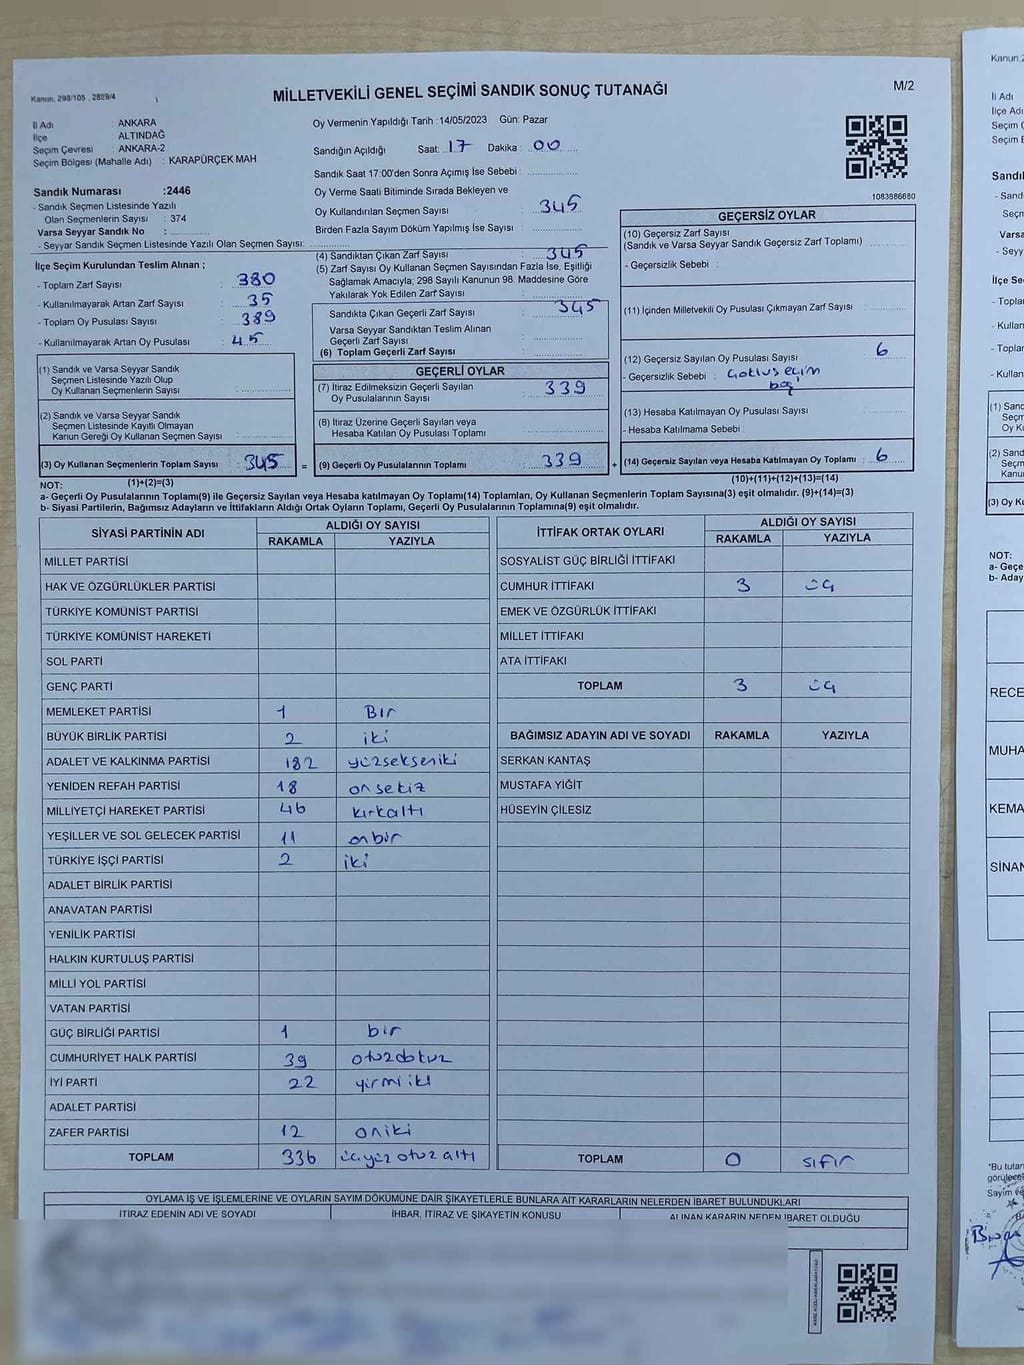 Kanun, 298/105 , 2839/4
MİLLETVEKİLİ GENEL SEÇİMİ SANDIK SONUÇ TUTANAĞI
M/2
İl Adı : ANKARA
İlçe : ALTINDAĞ
Seçim Çevresi : ANKARA-2
Seçim Bölgesi (Mahalle Adı) : KARAPÜRÇEK MAH
Oy Vermenin Yapıldığı Tarih :14/05/2023 Gün: Pazar
Sandığın Açıldığı Saat: 17 Dakika : 00
Sandık Saat 17:00'den Sonra Açımış İse Sebebi :
Sandık Numarası :2446
- Sandık Seçmen Listesinde Yazılı
Olan Seçmenlerin Sayısı : 374
Varsa Seyyar Sandık No :
- Seyyar Sandık Seçmen Listesinde Yazılı Olan Seçmen Sayısı:
Oy Verme Saati Bitiminde Sırada Bekleyen ve
Oy Kullandırılan Seçmen Sayısı : 345
Birden Fazla Sayım Döküm Yapılmış İse Sayısı :
1083686680
İlçe Seçim Kurulundan Teslim Alınan ;
- Toplam Zarf Sayısı : 380
- Kullanılmayarak Artan Zarf Sayısı : 35
- Toplam Oy Pusulası Sayısı : 389
- Kullanılmayarak Artan Oy Pusulası : 45
(4) Sandıktan Çıkan Zarf Sayısı : 345
(5) Zarf Sayısı Oy Kullanan Seçmen Sayısından Fazla İse, Eşitliği
Sağlamak Amacıyla; 298 Sayılı Kanunun 98. Maddesine Göre
Yakılarak Yok Edilen Zarf Sayısı :
Sandıkta Çıkan Geçerli Zarf Sayısı : 345
Varsa Seyyar Sandıktan Teslim Alınan
Geçerli Zarf Sayısı :
(6) Toplam Geçerli Zarf Sayısı :
GEÇERSİZ OYLAR
(10) Geçersiz Zarf Sayısı
(Sandık ve Varsa Seyyar Sandık Geçersiz Zarf Toplamı)
- Geçersizlik Sebebi :
(11) İçinden Milletvekili Oy Pusulası Çıkmayan Zarf Sayısı :
(12) Geçersiz Sayılan Oy Pusulası Sayısı : 6
- Geçersizlik Sebebi :
(13) Hesaba Katılmayan Oy Pusulası Sayısı :
- Hesaba Katılmama Sebebi :
(14) Geçersiz Sayılan veya Hesaba Katılmayan Oy Toplamı : 6
(10)+(11)+(12)+(13)=(14)
(1) Sandık ve Varsa Seyyar Sandık
Seçmen Listesinde Yazılı Olup
Oy Kullanan Seçmenlerin Sayısı :
(2) Sandık ve Varsa Seyyar Sandık
Seçmen Listesinde Kayıtlı Olmayan
Kanun Gereği Oy Kullanan Seçmen Sayısı :
(3) Oy Kullanan Seçmenlerin Toplam Sayısı : 345 =
(1)+(2)=(3)
GEÇERLİ OYLAR
(7) İtiraz Edilmeksizin Geçerli Sayılan
Oy Pusulalarının Sayısı : 339
(8) İtiraz Üzerine Geçerli Sayılan veya
Hesaba Katılan Oy Pusulası Toplamı :
(9) Geçerli Oy Pusulalarının Toplamı : 339 +
NOT:
a- Geçerli Oy Pusulasının Toplamı(9) ile Geçersiz Sayılan veya Hesaba katılmayan Oy Toplamı(14) Toplamları, Oy Kullanan Seçmenlerin Toplam Sayısına(3) eşit olmalıdır. (9)+(14)=(3)
b- Siyasi Partilerin, Bağımsız Adayların ve İttifakların Aldığı Ortak Oyların Toplamı, Geçerli Oy Pusulalarının Toplamına(9) eşit olmalıdır.
SİYASİ PARTİNİN ADI ALDIĞI OY SAYISI
RAKAMLA YAZIYLA
MİLLET PARTİSİ
HAK VE ÖZGÜRLÜKLER PARTİSİ
TÜRKİYE KOMÜNİST PARTİSİ
TÜRKİYE KOMÜNİST HAREKETİ
SOL PARTİ
GENÇ PARTİ
MEMLEKET PARTİSİ 1 Bir
BÜYÜK BİRLİK PARTİSİ 2 iki
ADALET VE KALKINMA PARTİSİ 182 yüzsekseniki
YENİDEN REFAH PARTİSİ 18 onsekiz
MİLLİYETÇİ HAREKET PARTİSİ 46 kırkaltı
YEŞİLLER VE SOL GELECEK PARTİSİ 11 onbir
TÜRKİYE İŞÇİ PARTİSİ 2 iki
ADALET BİRLİK PARTİSİ
ANAVATAN PARTİSİ
YENİLİK PARTİSİ
HALKIN KURTULUŞ PARTİSİ
MİLLİ YOL PARTİSİ
VATAN PARTİSİ
GÜÇ BİRLİĞİ PARTİSİ 1 bir
CUMHURİYET HALK PARTİSİ 39 otuzdokuz
İYİ PARTİ 22 yirmi iki
ADALET PARTİSİ
ZAFER PARTİSİ 12 oniki
TOPLAM 336 üçyüz otuz altı
İTTİFAK ORTAK OYLARI ALDIĞI OY SAYISI
RAKAMLA YAZIYLA
SOSYALİST GÜÇ BİRLİĞİ İTTİFAKI
CUMHUR İTTİFAKI 3 üç
EMEK VE ÖZGÜRLÜK İTTİFAKI
MİLLET İTTİFAKI
ATA İTTİFAKI
TOPLAM 3 üç
BAĞIMSIZ ADAYIN ADI VE SOYADI RAKAMLA YAZIYLA
SERKAN KANTAŞ
MUSTAFA YİĞİT
HÜSEYİN ÇİLESİZ
TOPLAM 0 sıfır
OYLAMA İŞ VE İŞLEMLERİNE VE OYLARIN SAYIM DÖKÜMÜNE DAİR ŞİKAYETLERLE BUNLARA AİT KARARLARIN NELERDEN İBARET BULUNDUKLARI
İTİRAZ EDENİN ADI VE SOYADI İHBAR, İTİRAZ VE ŞİKAYETİN KONUSU ALINAN KARARIN NEDEN İBARET OLDUĞU
Kanun, 2
İl Adı
İlçe Adı
Seçim
Sandı
- Sand
Seçm
Varsa
- Seyy
İlçe Se
- Topla
- Kullan
- Toplar
- Kullan
(1) Sand
Seçm
Oy K
(2) Sand
Seçm
Kanu
(3) Oy K
NOT:
a- Geçe
b- Aday
RECE
MUHA
KEMA
SİNAN
"Bu tutan
görülece
Sayım ve